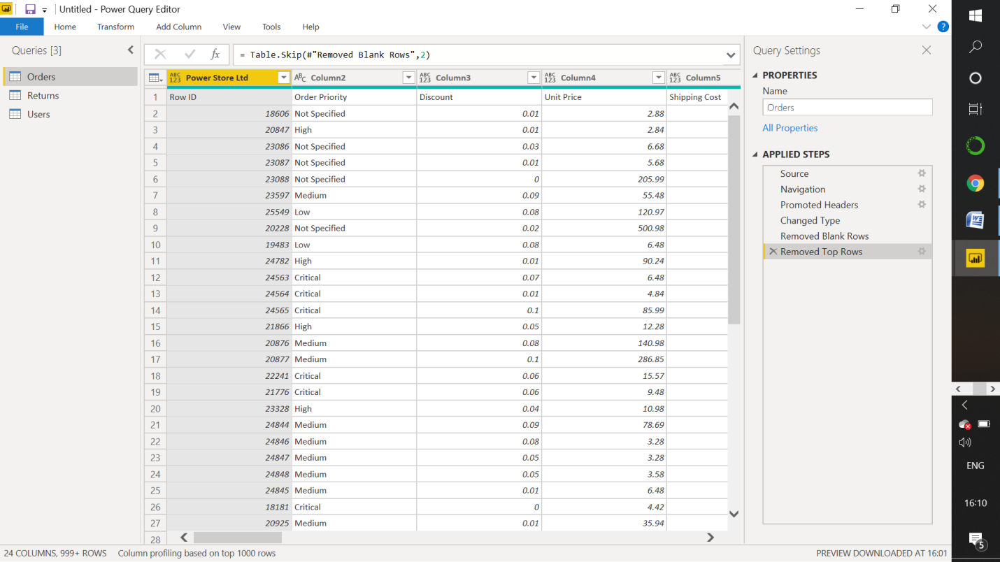 Untitled - Power Query Editor
File Home Transform Add Column View Tools Help
Queries [3]
Orders
Returns
Users
fx = Table.Skip(#"Removed Blank Rows",2)
ABC 123 Power Store Ltd ABC Column2 ABC 123 Column3 ABC 123 Column4 ABC 123 Column5
1 Row ID Order Priority Discount Unit Price Shipping Cost
2 18606 Not Specified 0.01 2.88
3 20847 High 0.01 2.84
4 23086 Not Specified 0.03 6.68
5 23087 Not Specified 0.01 5.68
6 23088 Not Specified 0 205.99
7 23597 Medium 0.09 55.48
8 25549 Low 0.08 120.97
9 20228 Not Specified 0.02 500.98
10 19483 Low 0.08 6.48
11 24782 High 0.01 90.24
12 24563 Critical 0.07 6.48
13 24564 Critical 0.01 4.84
14 24565 Critical 0.1 85.99
15 21866 High 0.05 12.28
16 20876 Medium 0.08 140.98
17 20877 Medium 0.1 286.85
18 22241 Critical 0.06 15.57
19 21776 Critical 0.06 9.48
20 23328 High 0.04 10.98
21 24844 Medium 0.09 78.69
22 24846 Medium 0.08 3.28
23 24847 Medium 0.05 3.28
24 24848 Medium 0.05 3.58
25 24845 Medium 0.01 6.48
26 18181 Critical 0 4.42
27 20925 Medium 0.01 35.94
28
Query Settings
PROPERTIES
Name
Orders
All Properties
APPLIED STEPS
Source
Navigation
Promoted Headers
Changed Type
Removed Blank Rows
Removed Top Rows
24 COLUMNS, 999+ ROWS Column profiling based on top 1000 rows
PREVIEW DOWNLOADED AT 16:01
ENG
16:10
5